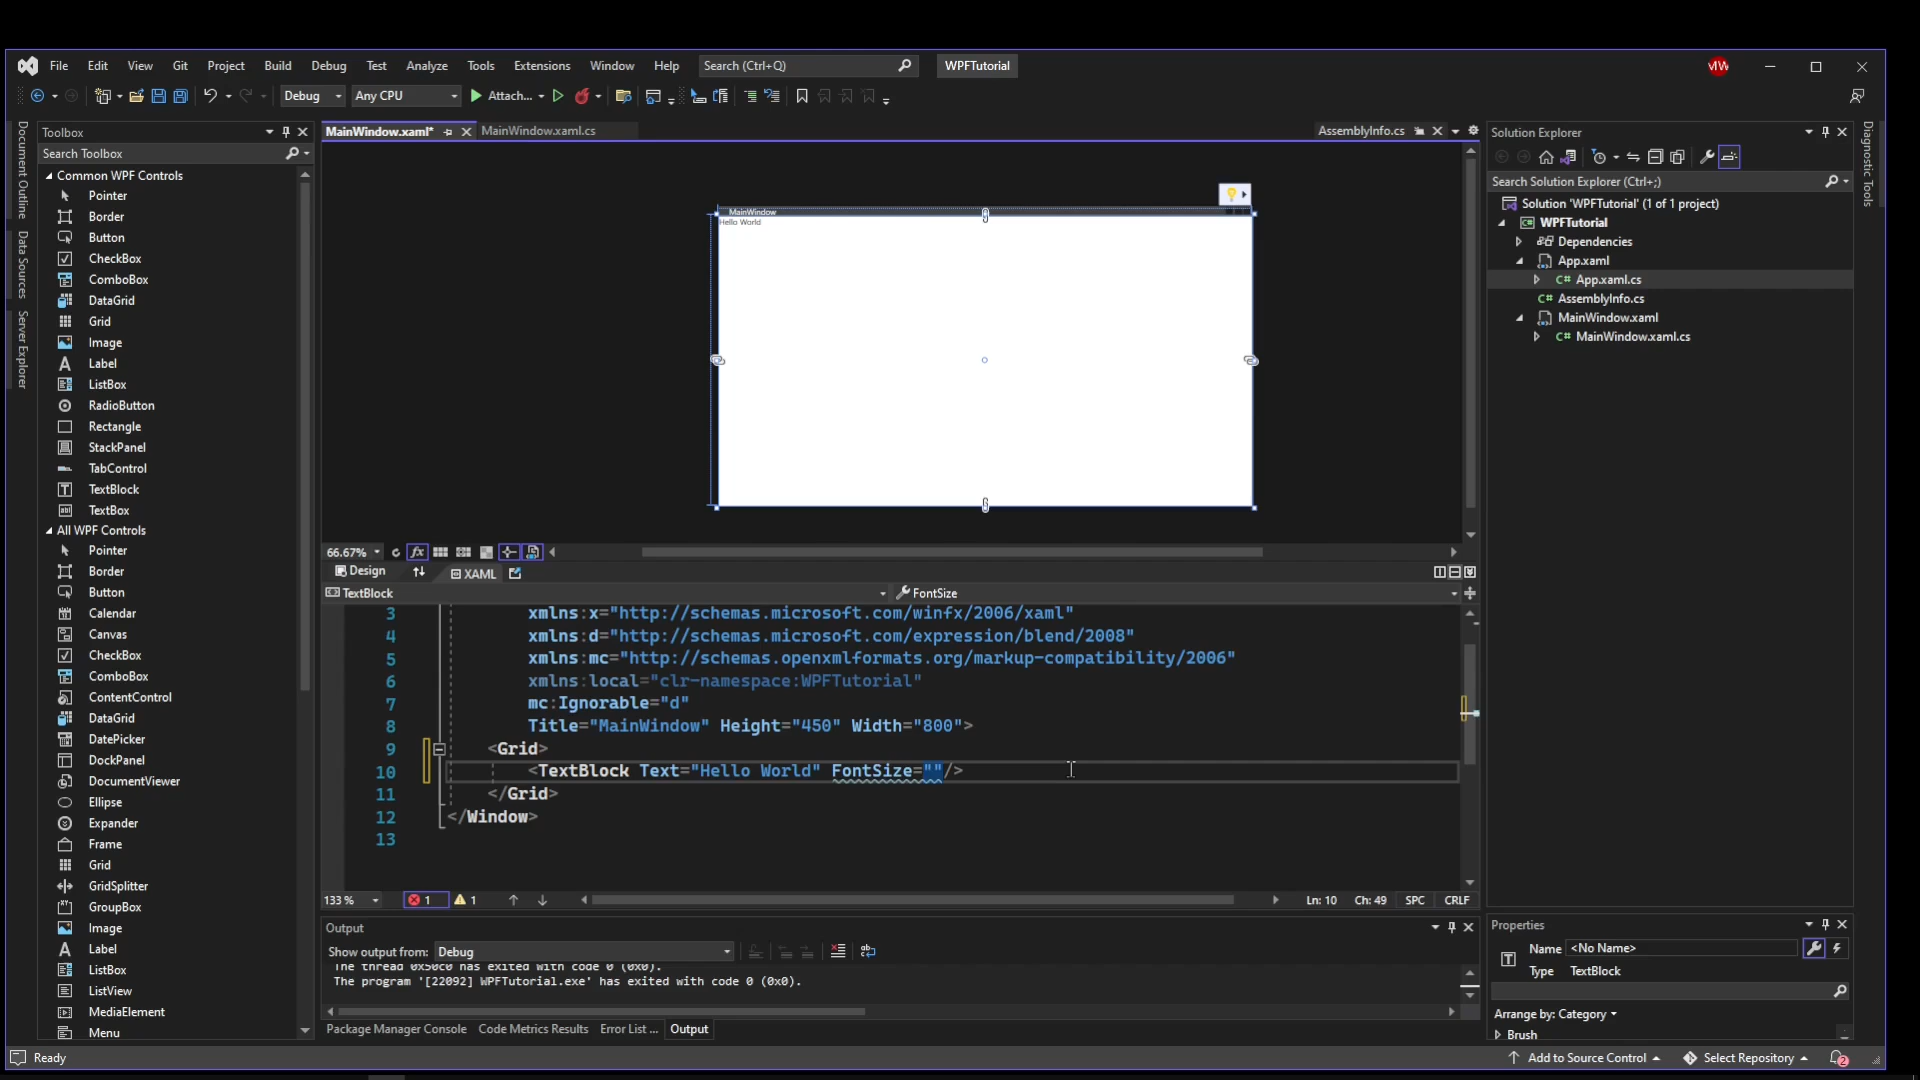 File Edit View Git Project Build Debug Test Analyze Tools Extensions Window Help Search (Ctrl+Q) WPFTutorial
Debug Any CPU Attach...
Document Outline
Data Sources
Server Explorer
Toolbox
Search Toolbox
Common WPF Controls
Pointer
Border
Button
CheckBox
ComboBox
DataGrid
Grid
Image
Label
ListBox
RadioButton
Rectangle
StackPanel
TabControl
TextBlock
TextBox
All WPF Controls
Pointer
Border
Button
Calendar
Canvas
CheckBox
ComboBox
ContentControl
DataGrid
DatePicker
DockPanel
DocumentViewer
Ellipse
Expander
Frame
Grid
GridSplitter
GroupBox
Image
Label
ListBox
ListView
MediaElement
Menu
MainWindow.xaml* MainWindow.xaml.cs AssemblyInfo.cs
MainWindow
Hello World
66.67%
Design XAML
TextBlock FontSize
3 xmlns:x="http://schemas.microsoft.com/winfx/2006/xaml"
4 xmlns:d="http://schemas.microsoft.com/expression/blend/2008"
5 xmlns:mc="http://schemas.openxmlformats.org/markup-compatibility/2006"
6 xmlns:local="clr-namespace:WPFTutorial"
7 mc:Ignorable="d"
8 Title="MainWindow" Height="450" Width="800">
9 <Grid>
10 <TextBlock Text="Hello World" FontSize=""/>
11 </Grid>
12 </Window>
13
133 % 1 1 Ln: 10 Ch: 49 SPC CRLF
Output
Show output from: Debug
The thread 0x50c0 has exited with code 0 (0x0).
The program '[22092] WPFTutorial.exe' has exited with code 0 (0x0).
Package Manager Console Code Metrics Results Error List ... Output
Solution Explorer
Search Solution Explorer (Ctrl+;)
Solution 'WPFTutorial' (1 of 1 project)
WPFTutorial
Dependencies
App.xaml
C# App.xaml.cs
C# AssemblyInfo.cs
MainWindow.xaml
C# MainWindow.xaml.cs
Diagnostic Tools
Properties
Name <No Name>
Type TextBlock
Arrange by: Category
Brush
Ready Add to Source Control Select Repository 2